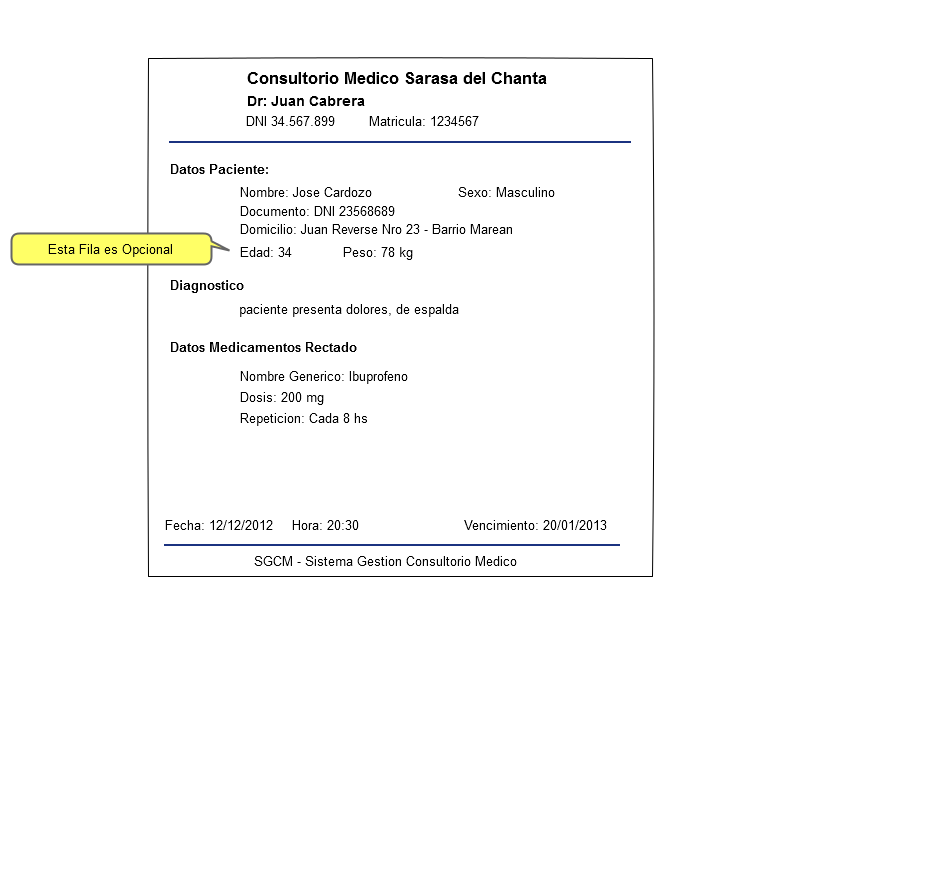 Consultorio Medico Sarasa del Chanta
Dr: Juan Cabrera
DNI 34.567.899 Matricula: 1234567
Datos Paciente:
Nombre: Jose Cardozo Sexo: Masculino
Documento: DNI 23568689
Domicilio: Juan Reverse Nro 23 - Barrio Marean
Esta Fila es Opcional
Edad: 34 Peso: 78 kg
Diagnostico
paciente presenta dolores, de espalda
Datos Medicamentos Rectado
Nombre Generico: Ibuprofeno
Dosis: 200 mg
Repeticion: Cada 8 hs
Fecha: 12/12/2012 Hora: 20:30 Vencimiento: 20/01/2013
SGCM - Sistema Gestion Consultorio Medico